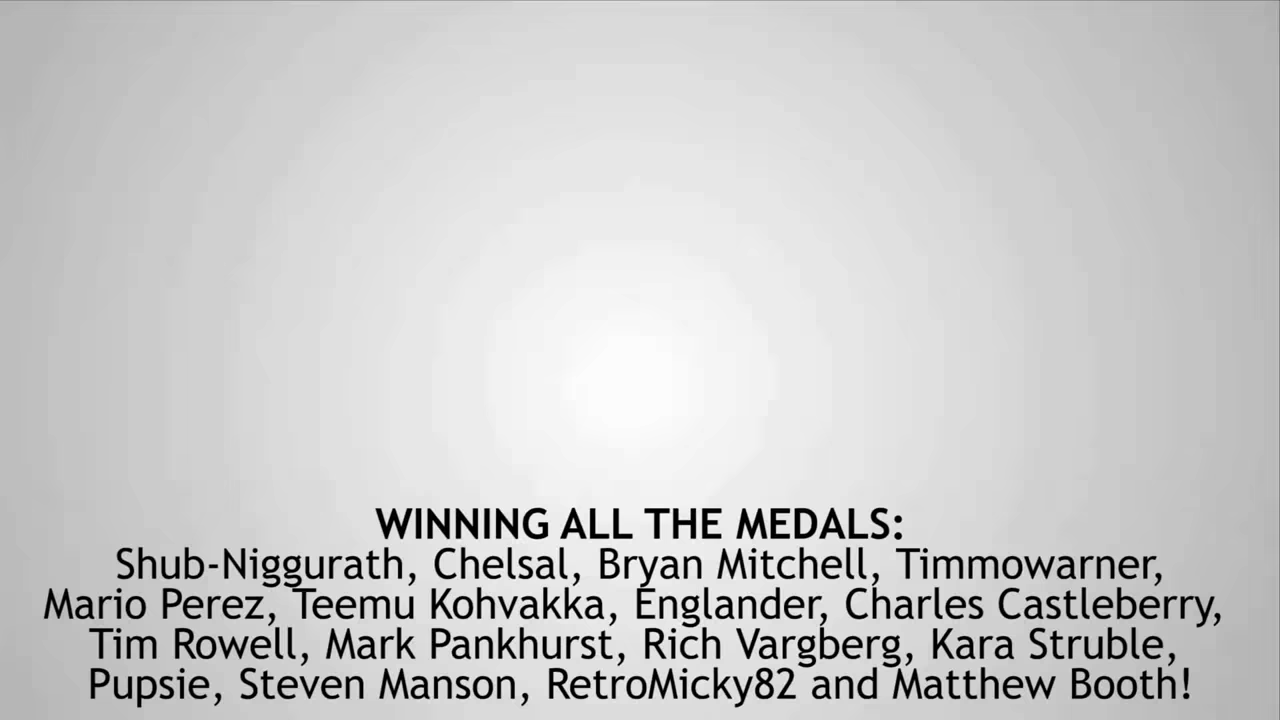 WINNING ALL THE MEDALS:
Shub-Niggurath, Chelsal, Bryan Mitchell, Timmowarner,
Mario Perez, Teemu Kohvakka, Englander, Charles Castleberry,
Tim Rowell, Mark Pankhurst, Rich Vargberg, Kara Struble,
Pupsie, Steven Manson, RetroMicky82 and Matthew Booth!